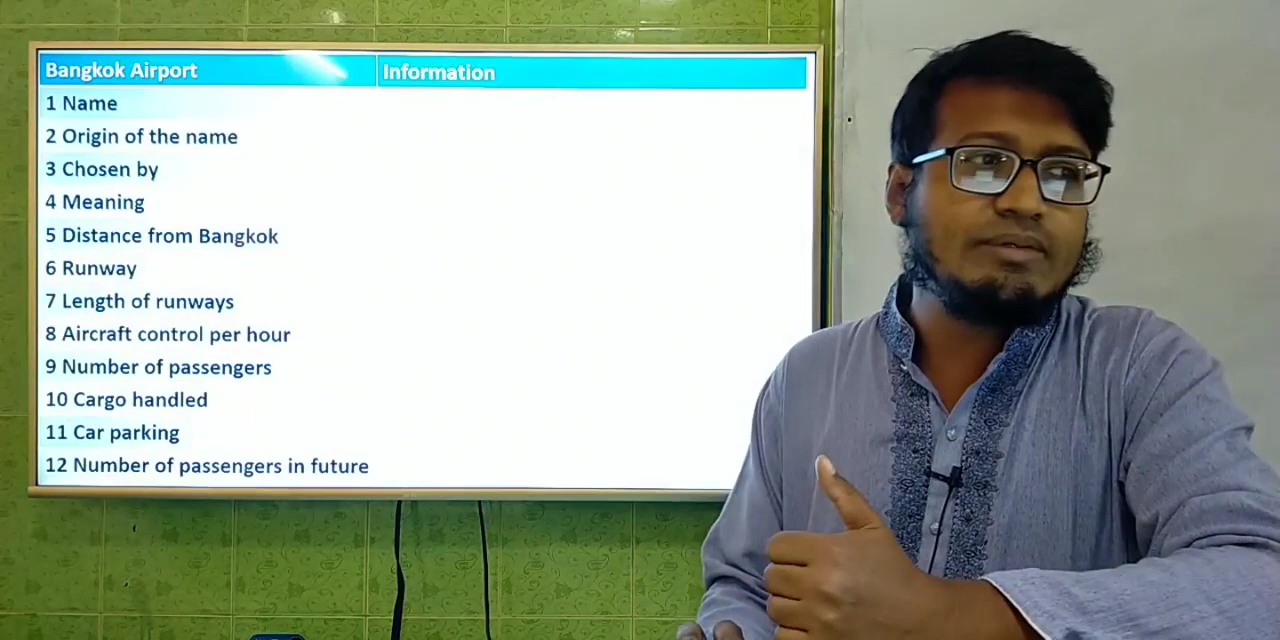 Bangkok Airport Information
1 Name
2 Origin of the name
3 Chosen by
4 Meaning
5 Distance from Bangkok
6 Runway
7 Length of runways
8 Aircraft control per hour
9 Number of passengers
10 Cargo handled
11 Car parking
12 Number of passengers in future